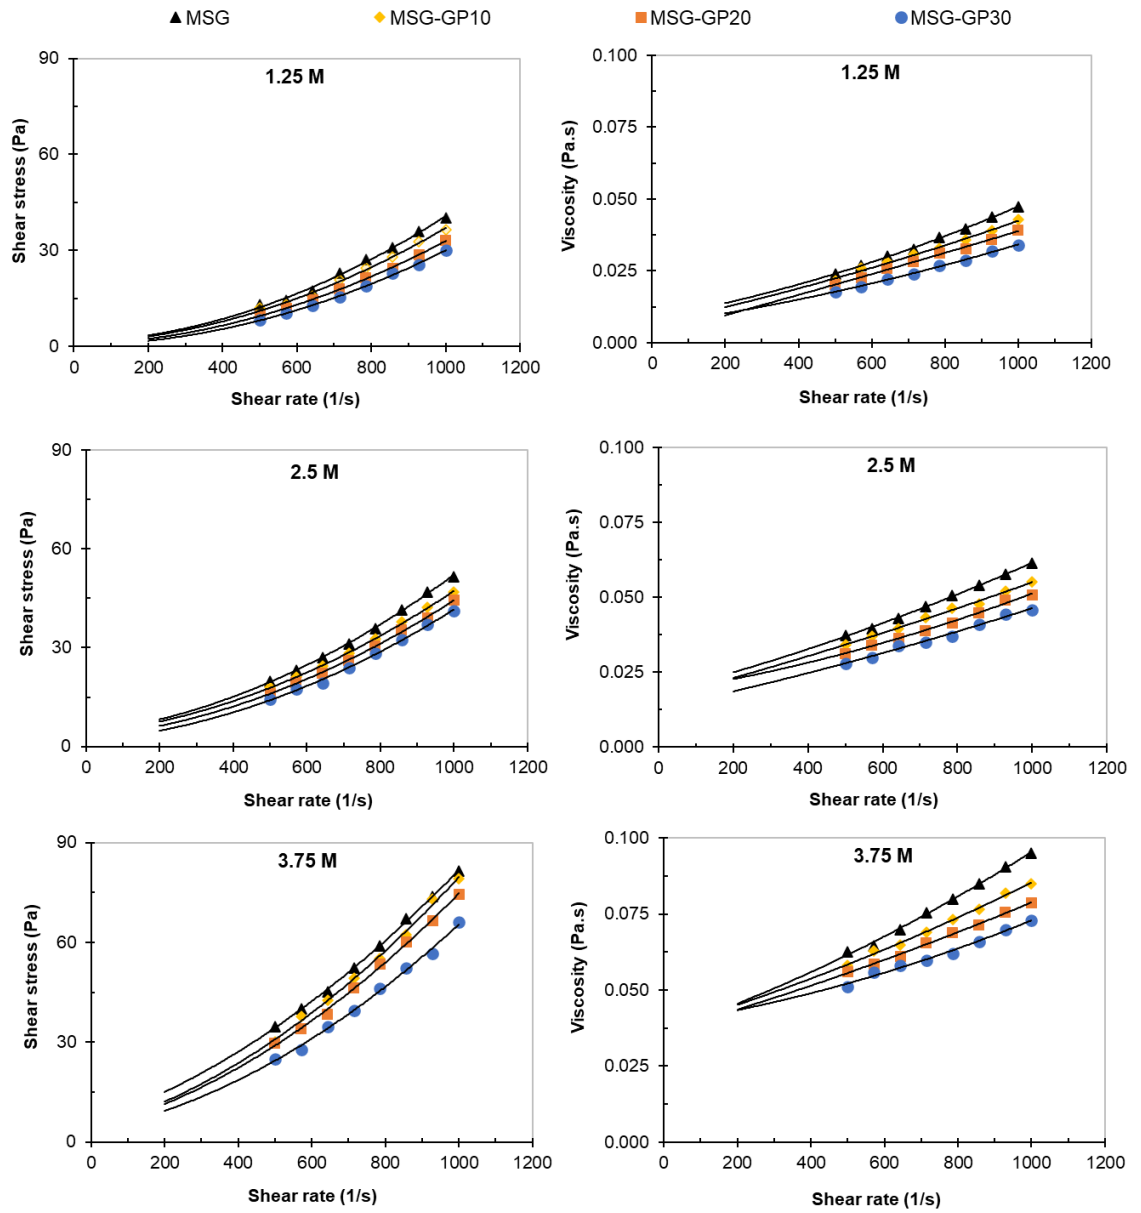 MSG MSG-GP10 MSG-GP20 MSG-GP30
1.25 M
Shear stress (Pa)
90
60
30
0
0 200 400 600 800 1000 1200
Shear rate (1/s)
1.25 M
Viscosity (Pa.s)
0.100
0.075
0.050
0.025
0.000
0 200 400 600 800 1000 1200
Shear rate (1/s)
2.5 M
Shear stress (Pa)
90
60
30
0
0 200 400 600 800 1000 1200
Shear rate (1/s)
2.5 M
Viscosity (Pa.s)
0.100
0.075
0.050
0.025
0.000
0 200 400 600 800 1000 1200
Shear rate (1/s)
3.75 M
Shear stress (Pa)
90
60
30
0
0 200 400 600 800 1000 1200
Shear rate (1/s)
3.75 M
Viscosity (Pa.s)
0.100
0.075
0.050
0.025
0.000
0 200 400 600 800 1000 1200
Shear rate (1/s)